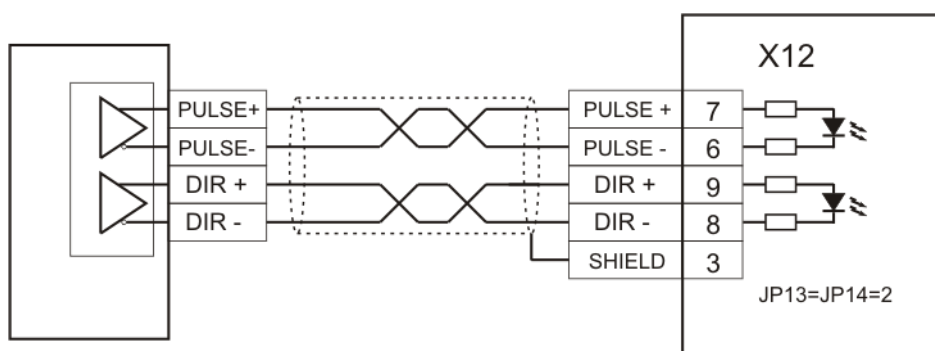 X12
PULSE+ PULSE + 7
PULSE- PULSE - 6
DIR + DIR + 9
DIR - DIR - 8
SHIELD 3
JP13=JP14=2